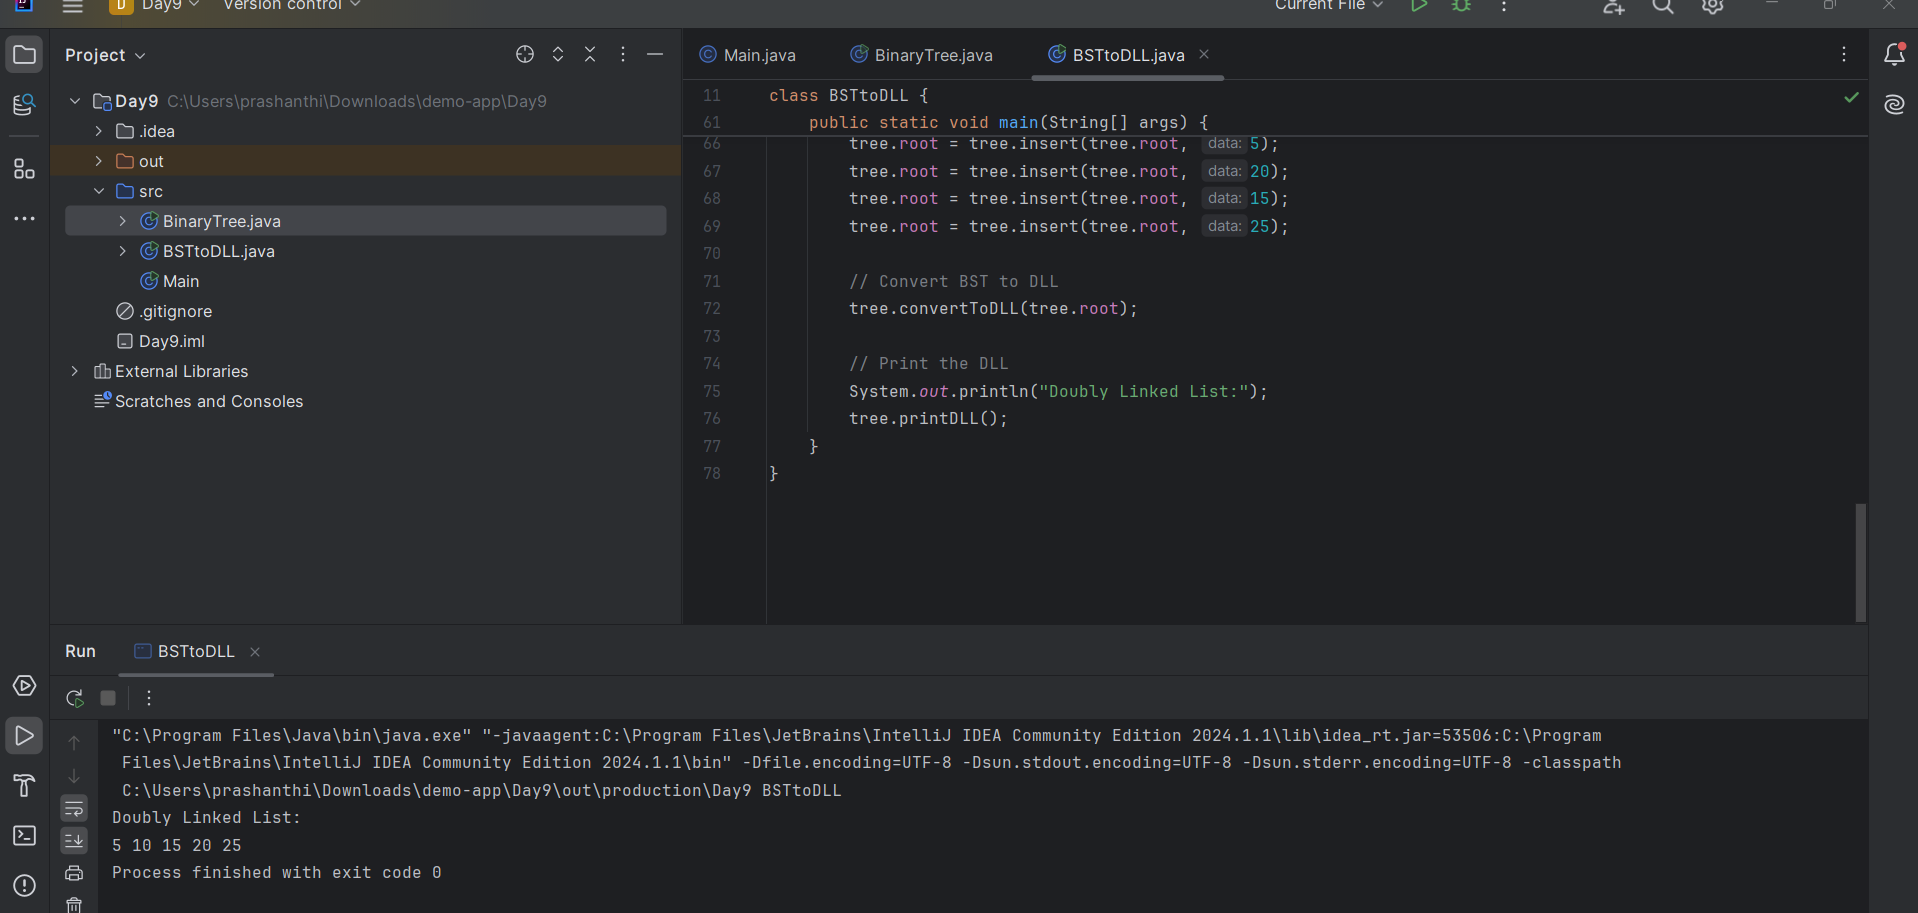 D Day9 Version control Current File
Project
Main.java BinaryTree.java BSTtoDLL.java
Day9 C:\Users\prashanthi\Downloads\demo-app\Day9
.idea
out
src
BinaryTree.java
BSTtoDLL.java
Main
.gitignore
Day9.iml
External Libraries
Scratches and Consoles
11 class BSTtoDLL {
61 public static void main(String[] args) {
66 tree.root = tree.insert(tree.root, data: 5);
67 tree.root = tree.insert(tree.root, data: 20);
68 tree.root = tree.insert(tree.root, data: 15);
69 tree.root = tree.insert(tree.root, data: 25);
70
71 // Convert BST to DLL
72 tree.convertToDLL(tree.root);
73
74 // Print the DLL
75 System.out.println("Doubly Linked List:");
76 tree.printDLL();
77 }
78 }
Run BSTtoDLL
"C:\Program Files\Java\bin\java.exe" "-javaagent:C:\Program Files\JetBrains\IntelliJ IDEA Community Edition 2024.1.1\lib\idea_rt.jar=53506:C:\Program
Files\JetBrains\IntelliJ IDEA Community Edition 2024.1.1\bin" -Dfile.encoding=UTF-8 -Dsun.stdout.encoding=UTF-8 -Dsun.stderr.encoding=UTF-8 -classpath
C:\Users\prashanthi\Downloads\demo-app\Day9\out\production\Day9 BSTtoDLL
Doubly Linked List:
5 10 15 20 25
Process finished with exit code 0